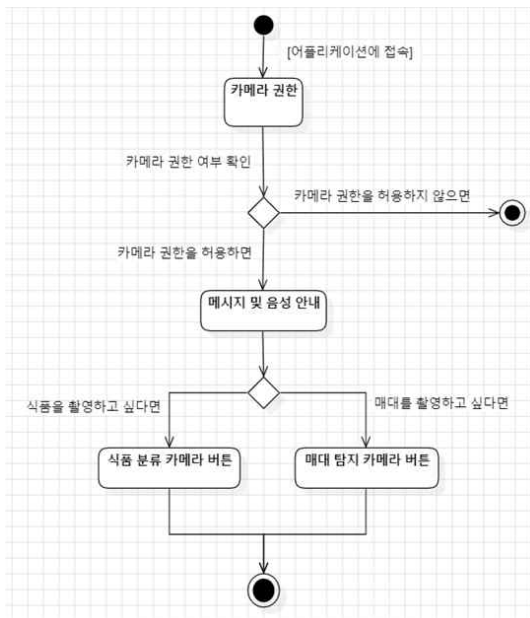 [어플리케이션에 접속]
카메라 권한
카메라 권한 여부 확인
카메라 권한을 허용하지 않으면
카메라 권한을 허용하면
메시지 및 음성 안내
식품을 촬영하고 싶다면
매대를 촬영하고 싶다면
식품 분류 카메라 버튼
매대 탐지 카메라 버튼